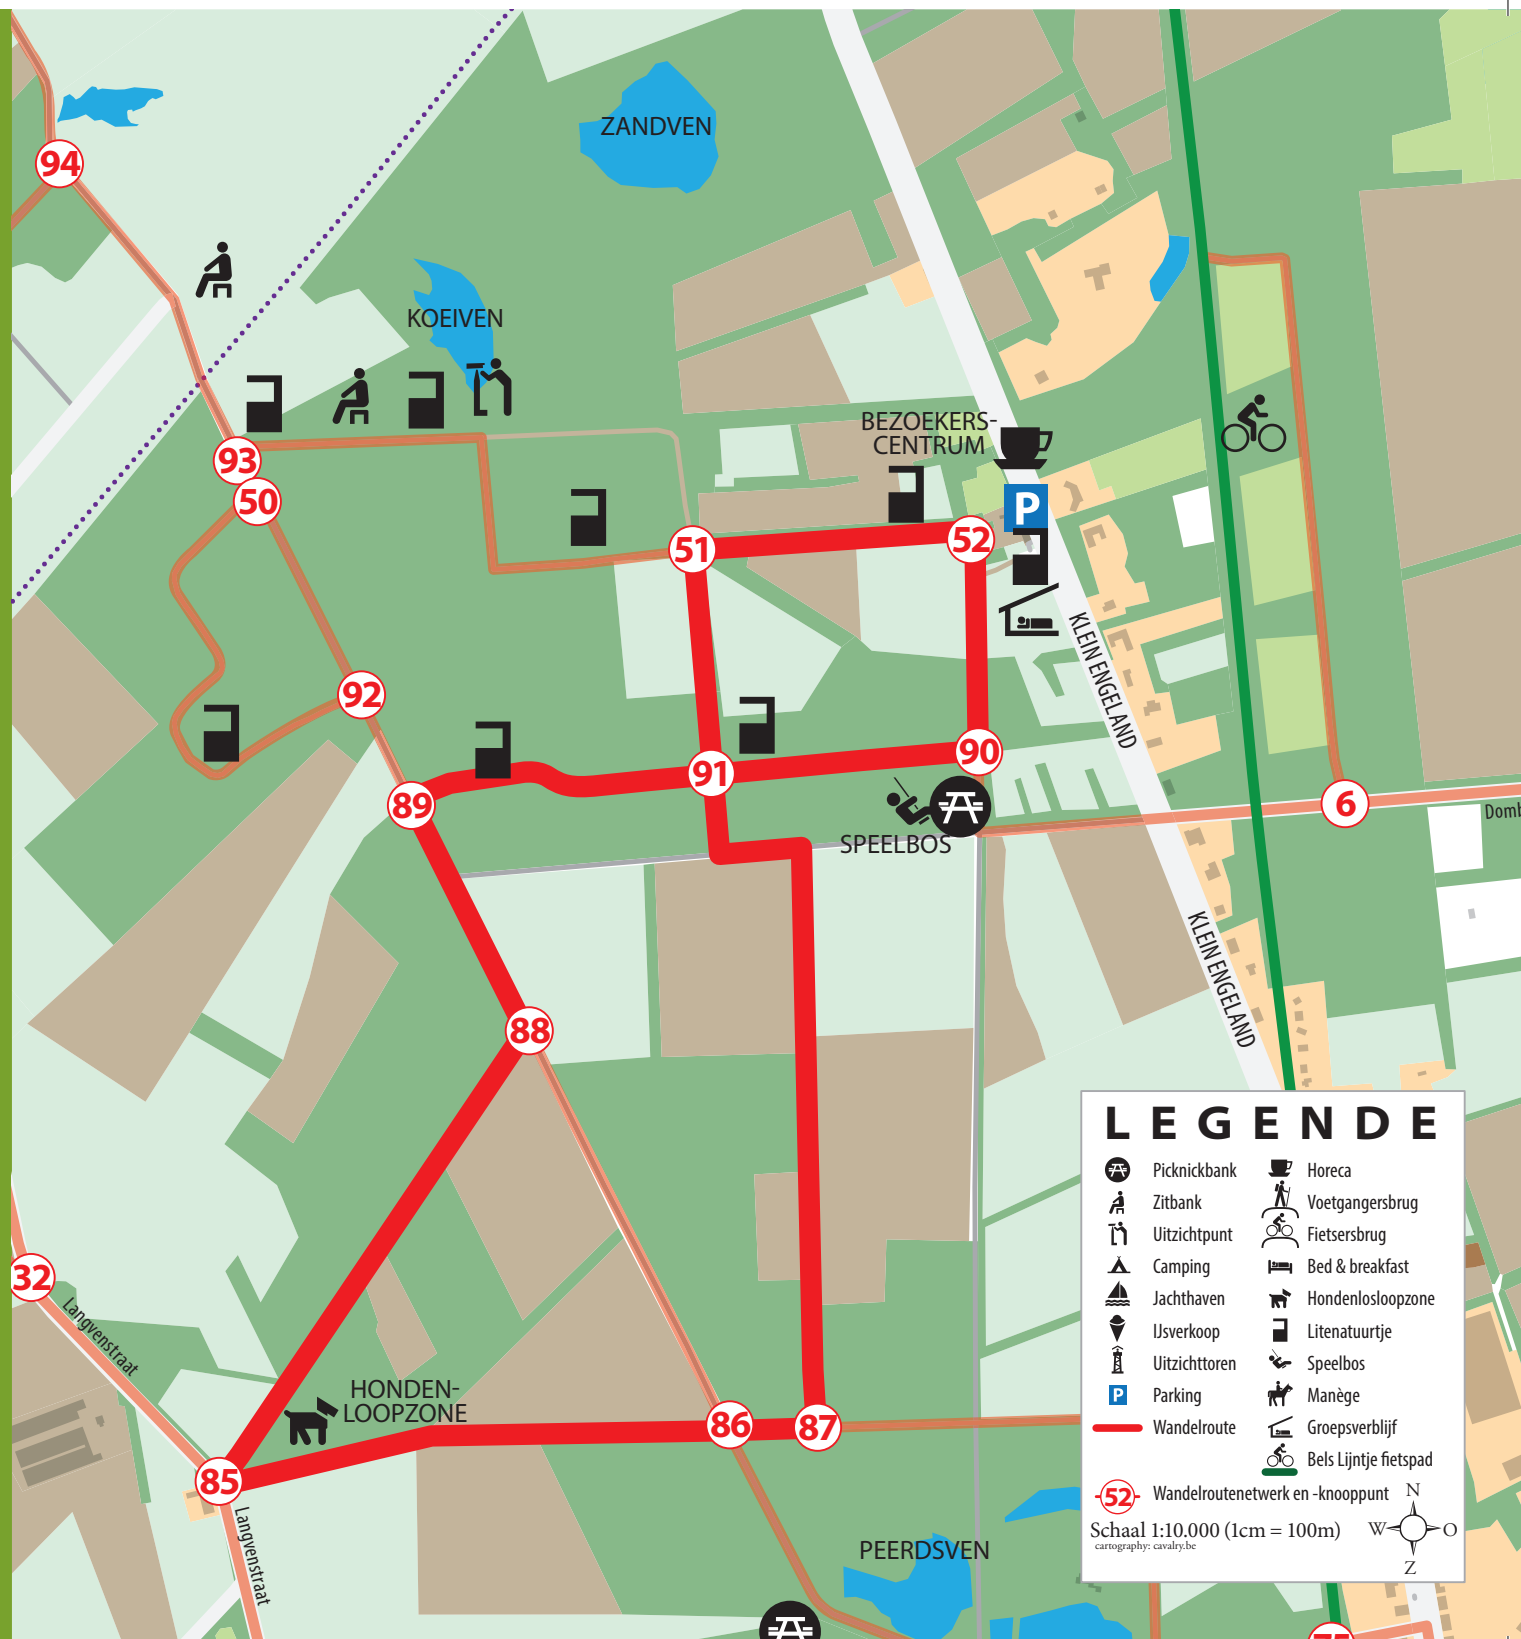 ZANDVEN
94
KOEIVEN
BEZOEKERS-
CENTRUM
93
50
P
51
52
92
KLEIN ENGELAND
91
90
89
6
SPEELBOS
Domb
KLEIN ENGELAND
88
32
Langvenstraat
HONDEN-
LOOPZONE
86
87
85
Langvenstraat
PEERDSVEN
LEGENDE
Picknickbank
Zitbank
Uitzichtpunt
Camping
Jachthaven
IJsverkoop
Uitzichttoren
P Parking
Wandelroute
Horeca
Voetgangersbrug
Fietsersbrug
Bed & breakfast
Hondenlosloopzone
Litenatuurtje
Speelbos
Manège
Groepsverblijf
Bels Lijntje fietspad
52 Wandelroutenetwerk en -knooppunt
Schaal 1:10.000 (1cm = 100m)
cartography: cavalry.be
N
W O
Z